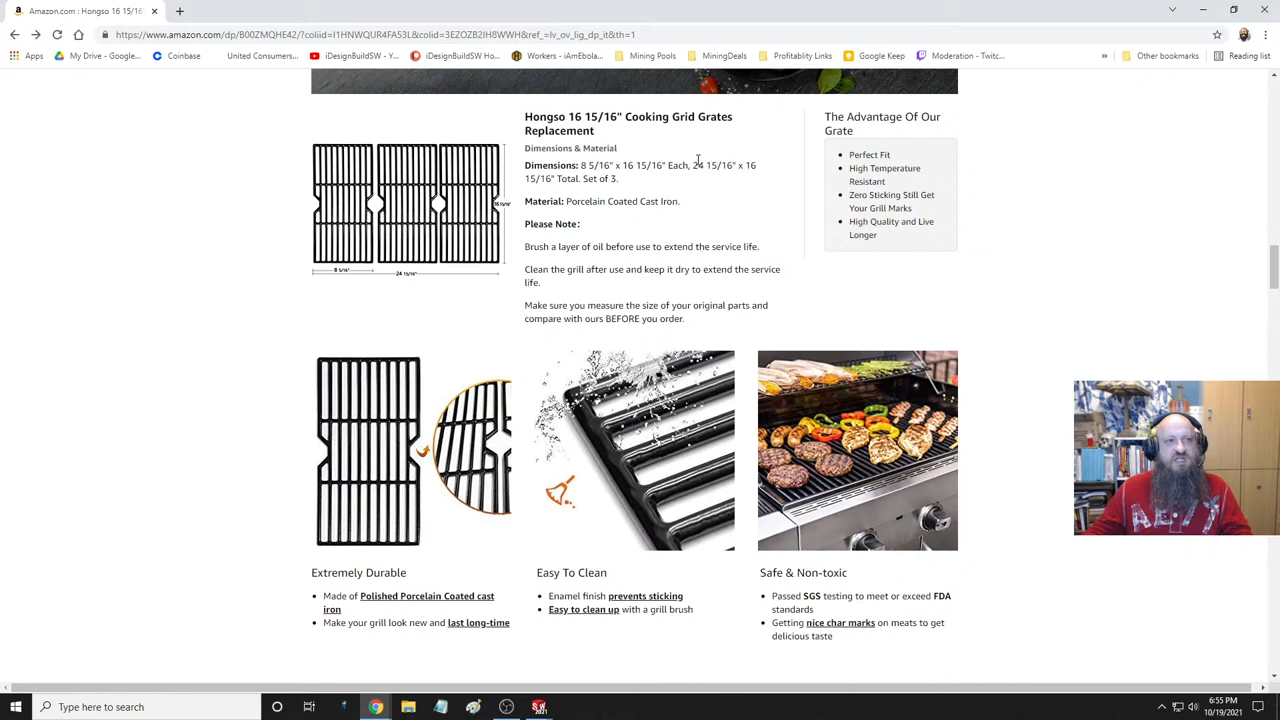 Amazon.com : Hongso 16 15/16"
https://www.amazon.com/dp/B00ZMQHE42/?coliid=I1HNWQUR4FA53L&colid=3EZOZB2IH8WWH&ref_=lv_ov_lig_dp_it&th=1
Apps My Drive - Google... Coinbase United Consumers... iDesignBuildSW - Y... iDesignBuildSW Ho... Workers - iAmEbola... Mining Pools MiningDeals Profitablity Links Google Keep Moderation - Twitc... » Other bookmarks Reading list
Hongso 16 15/16" Cooking Grid Grates
Replacement
Dimensions & Material
Dimensions: 8 5/16" x 16 15/16" Each, 24 15/16" x 16
15/16" Total. Set of 3.
Material: Porcelain Coated Cast Iron.
Please Note:
Brush a layer of oil before use to extend the service life.
Clean the grill after use and keep it dry to extend the service
life.
Make sure you measure the size of your original parts and
compare with ours BEFORE you order.
The Advantage Of Our
Grate
Perfect Fit
High Temperature
Resistant
Zero Sticking Still Get
Your Grill Marks
High Quality and Live
Longer
16 15/16"
8 5/16"
24 15/16"
Extremely Durable
Made of Polished Porcelain Coated cast
iron
Make your grill look new and last long-time
Easy To Clean
Enamel finish prevents sticking
Easy to clean up with a grill brush
Safe & Non-toxic
Passed SGS testing to meet or exceed FDA
standards
Getting nice char marks on meats to get
delicious taste
Type here to search
6:55 PM
10/19/2021